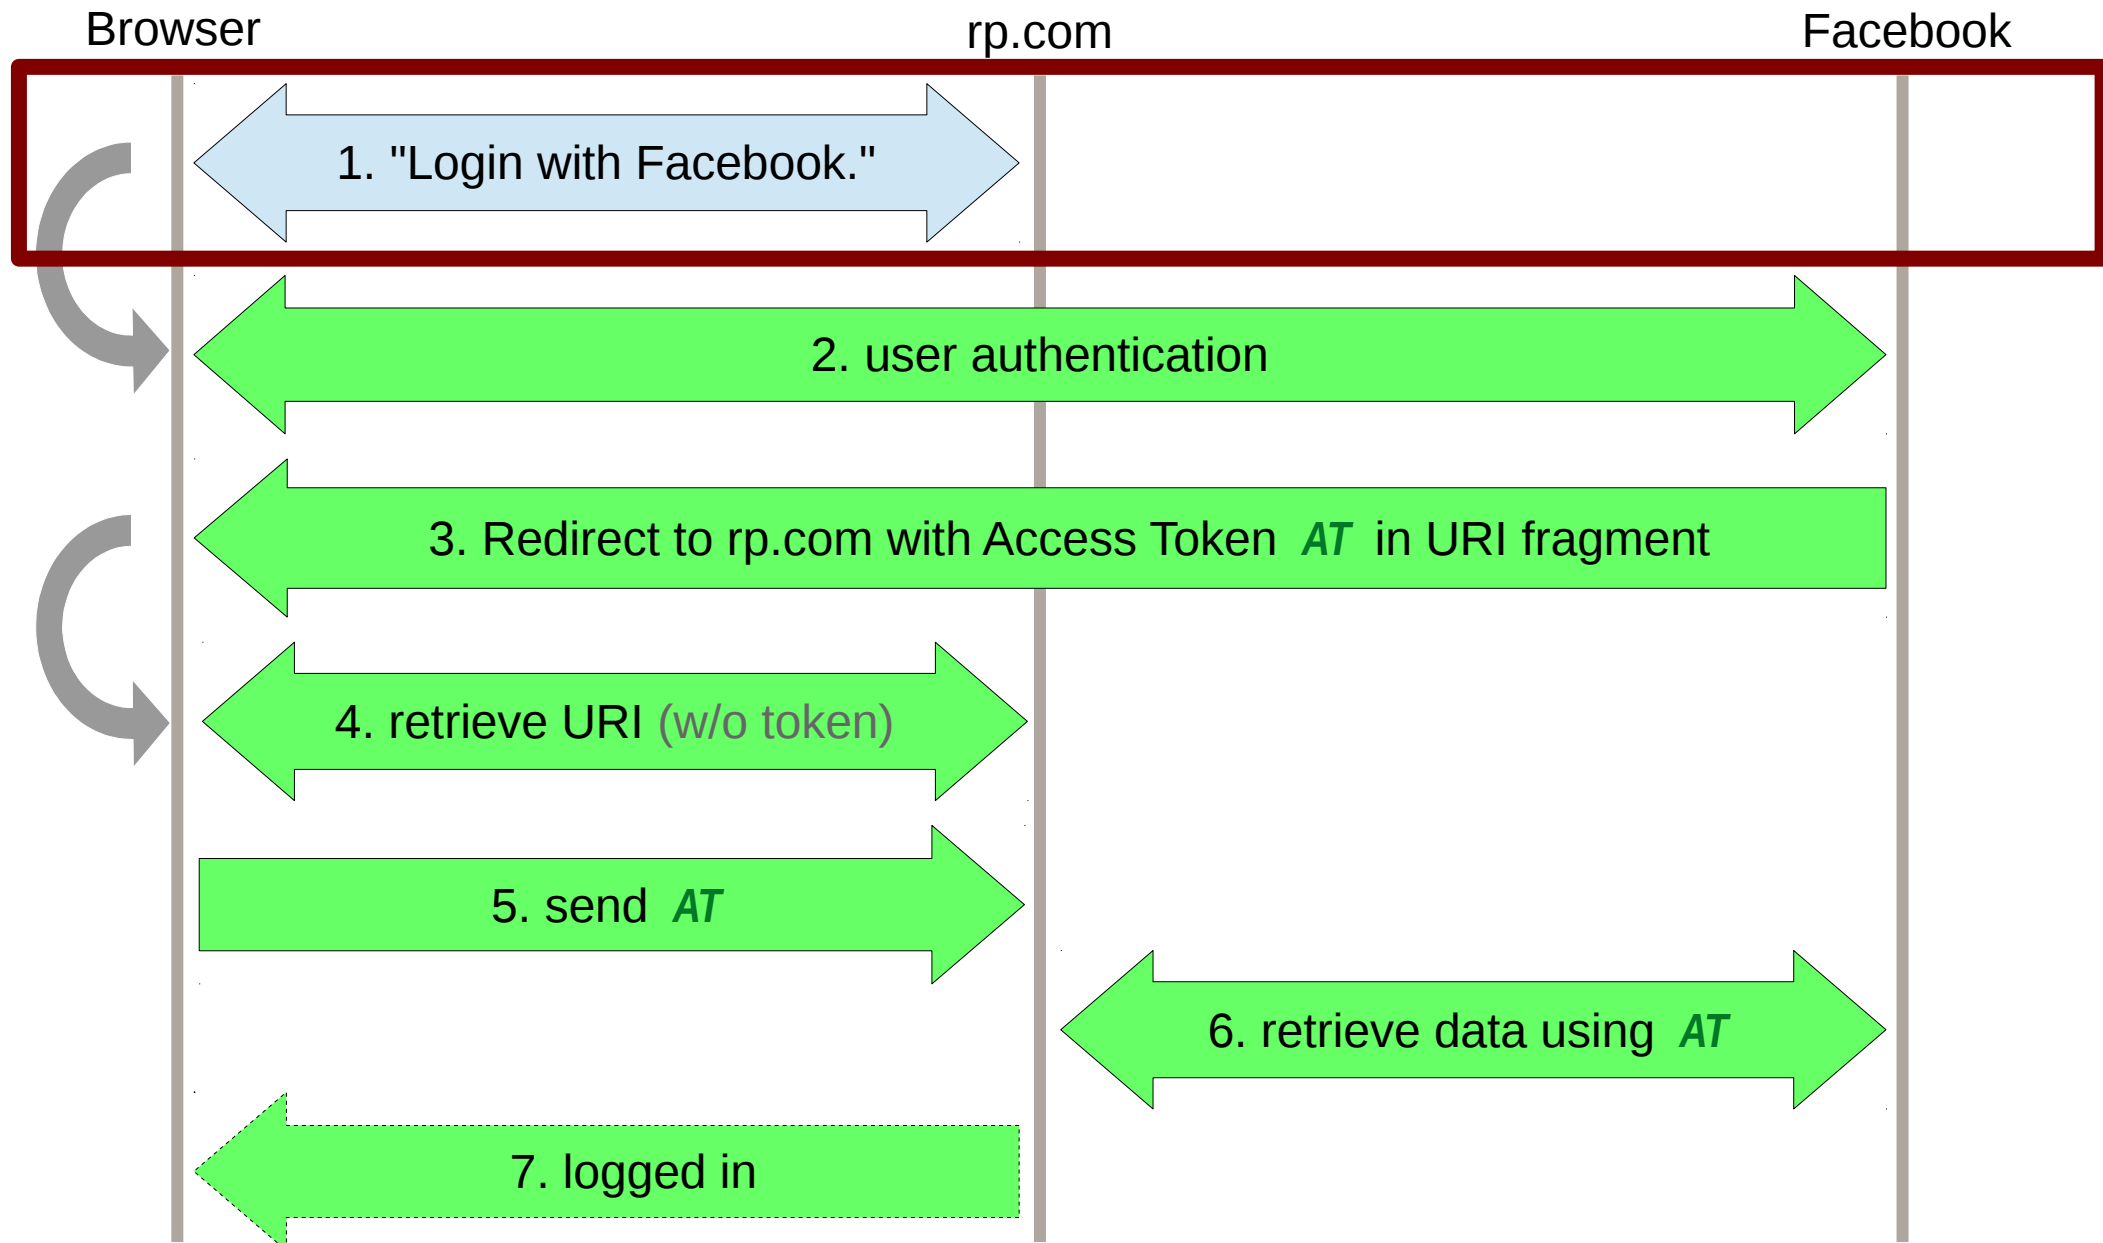 Browser
rp.com
Facebook
1. "Login with Facebook."
2. user authentication
3. Redirect to rp.com with Access Token AT in URI fragment
4. retrieve URI (w/o token)
5. send AT
6. retrieve data using AT
7. logged in